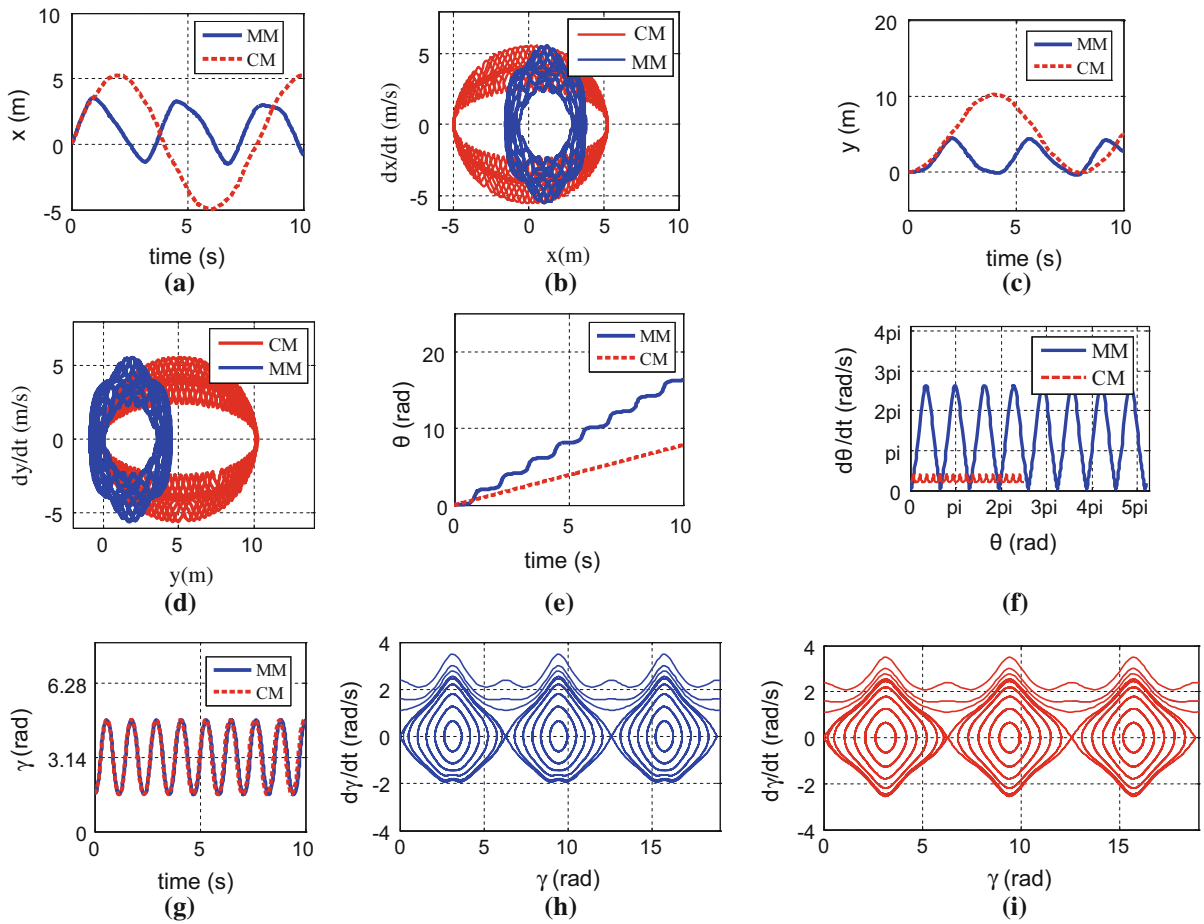 10
5
0
-5
x (m)
MM
CM
0
5
10
time (s)
(a)
5
0
-5
dx/dt (m/s)
CM
MM
-5
0
5
10
x(m)
(b)
20
10
0
y (m)
MM
CM
0
5
10
time (s)
(c)
5
0
-5
dy/dt (m/s)
CM
MM
0
5
10
y(m)
(d)
20
10
0
θ (rad)
MM
CM
0
5
10
time (s)
(e)
4pi
3pi
2pi
pi
0
dθ/dt (rad/s)
MM
CM
0
pi
2pi
3pi
4pi
5pi
θ (rad)
(f)
6.28
3.14
0
γ (rad)
MM
CM
0
5
10
time (s)
(g)
4
2
0
-2
-4
dγ/dt (rad/s)
0
5
10
15
γ (rad)
(h)
4
2
0
-2
-4
dγ/dt (rad/s)
0
5
10
15
γ (rad)
(i)